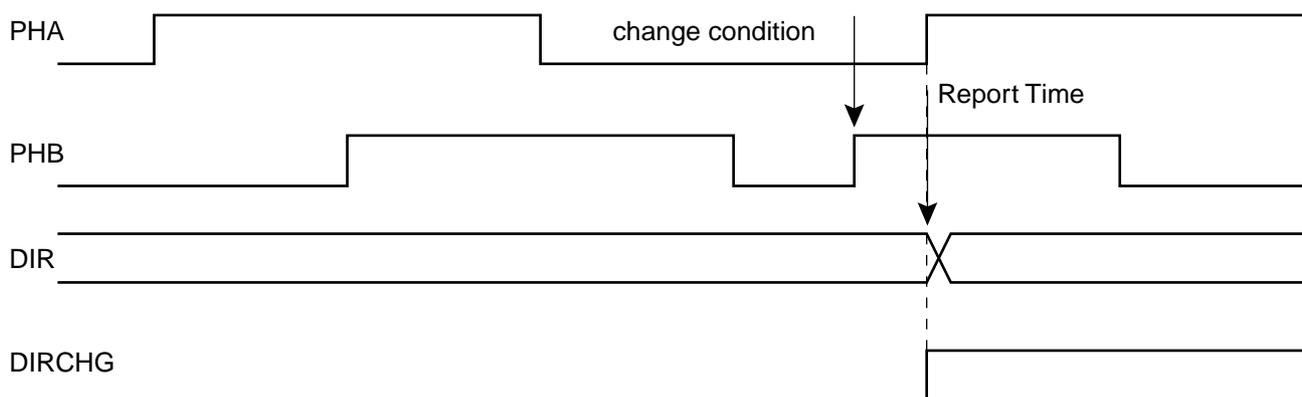 PHA
change condition
Report Time
PHB
DIR
DIRCHG